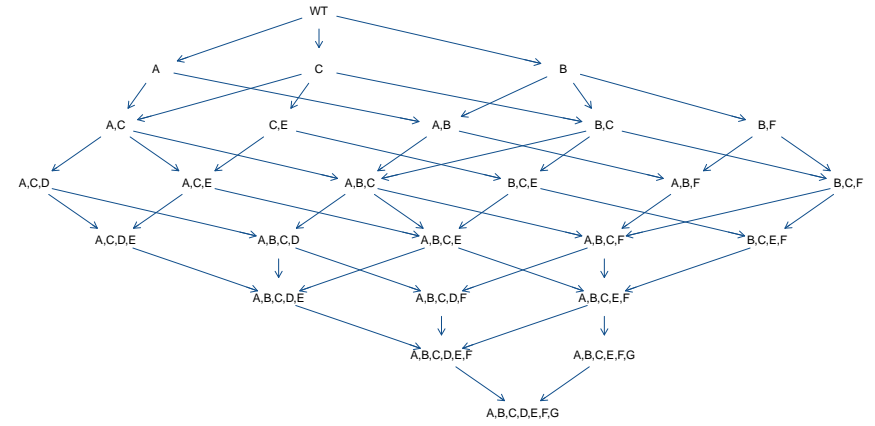 WT
A C B
A,C C,E A,B B,C B,F
A,C,D A,C,E A,B,C B,C,E A,B,F B,C,F
A,C,D,E A,B,C,D A,B,C,E A,B,C,F B,C,E,F
A,B,C,D,E A,B,C,D,F A,B,C,E,F
A,B,C,D,E,F A,B,C,E,F,G
A,B,C,D,E,F,G